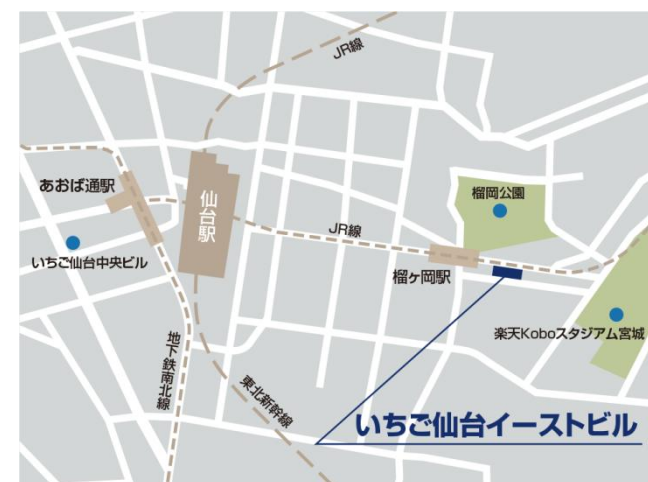 JR線
あおば通駅
仙台駅
榴岡公園
JR線
いちご仙台中央ビル
榴ヶ岡駅
楽天Koboスタジアム宮城
地下鉄南北線
東北新幹線
いちご仙台イーストビル